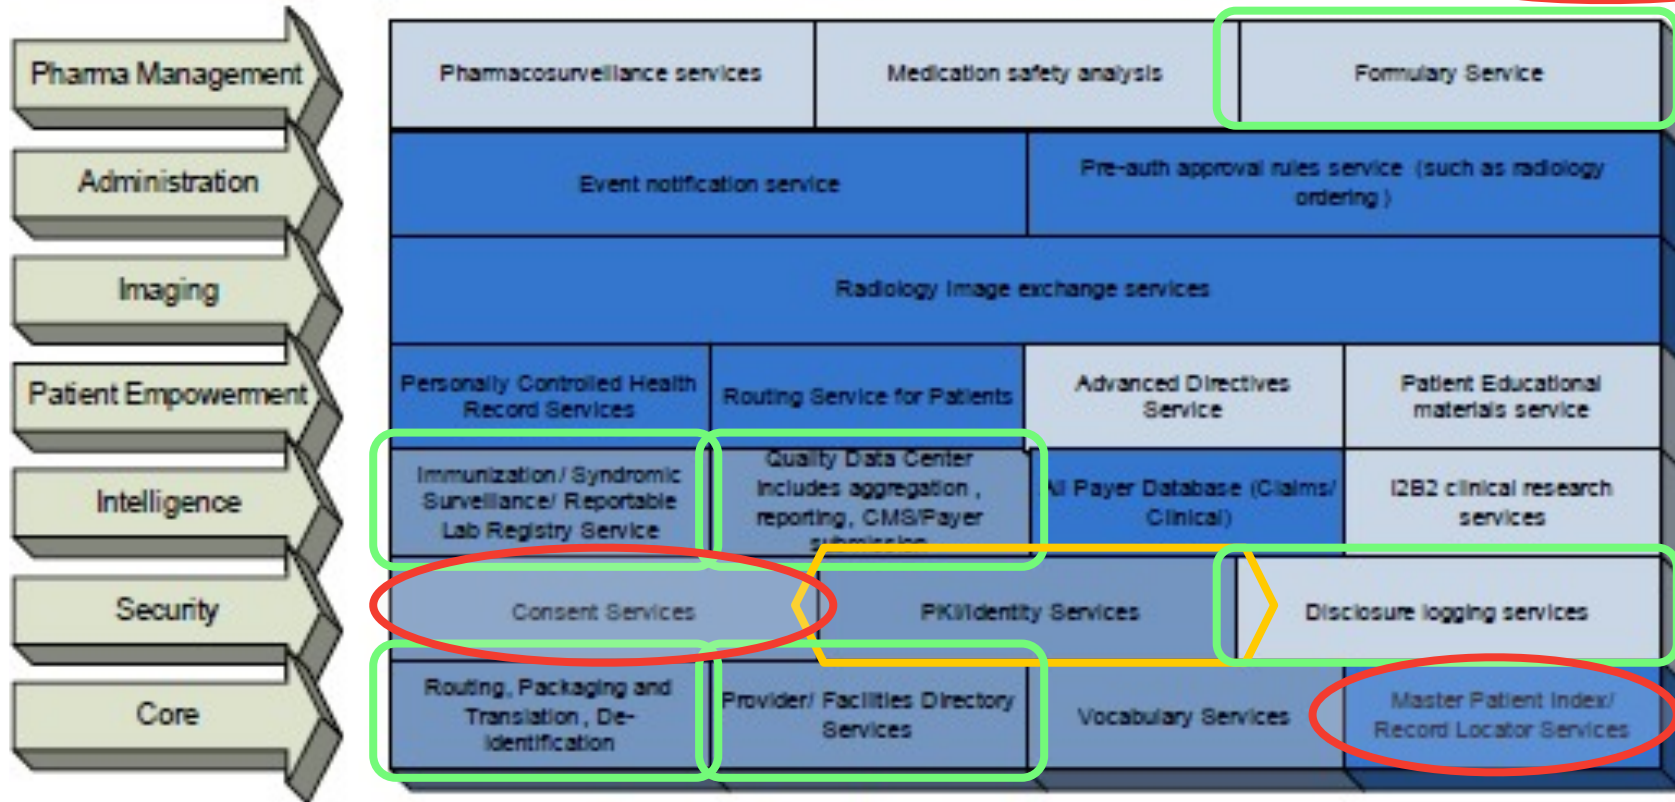 Pharma Management
Pharmacosurveillance services
Medication safety analysis
Formulary Service
Administration
Event notification service
Pre-auth approval rules service (such as radiology
ordering )
Imaging
Radiology Image exchange services
Patient Empowerment
Personally Controlled Health
Record Services
Routing Service for Patients
Advanced Directives
Service
Patient Educational
materials service
Intelligence
Immunization/ Syndromic
Surveillance/ Reportable
Lab Registry Service
Quality Data Center
Includes aggregation ,
reporting, CMS/Payer
submission
All Payer Database (Claims/
Clinical)
I2B2 clinical research
services
Security
Consent Services
PKI/Identity Services
Disclosure logging services
Core
Routing, Packaging and
Translation , De-
Identification
Provider/ Facilities Directory
Services
Vocabulary Services
Master Patient Index/
Record Locator Services